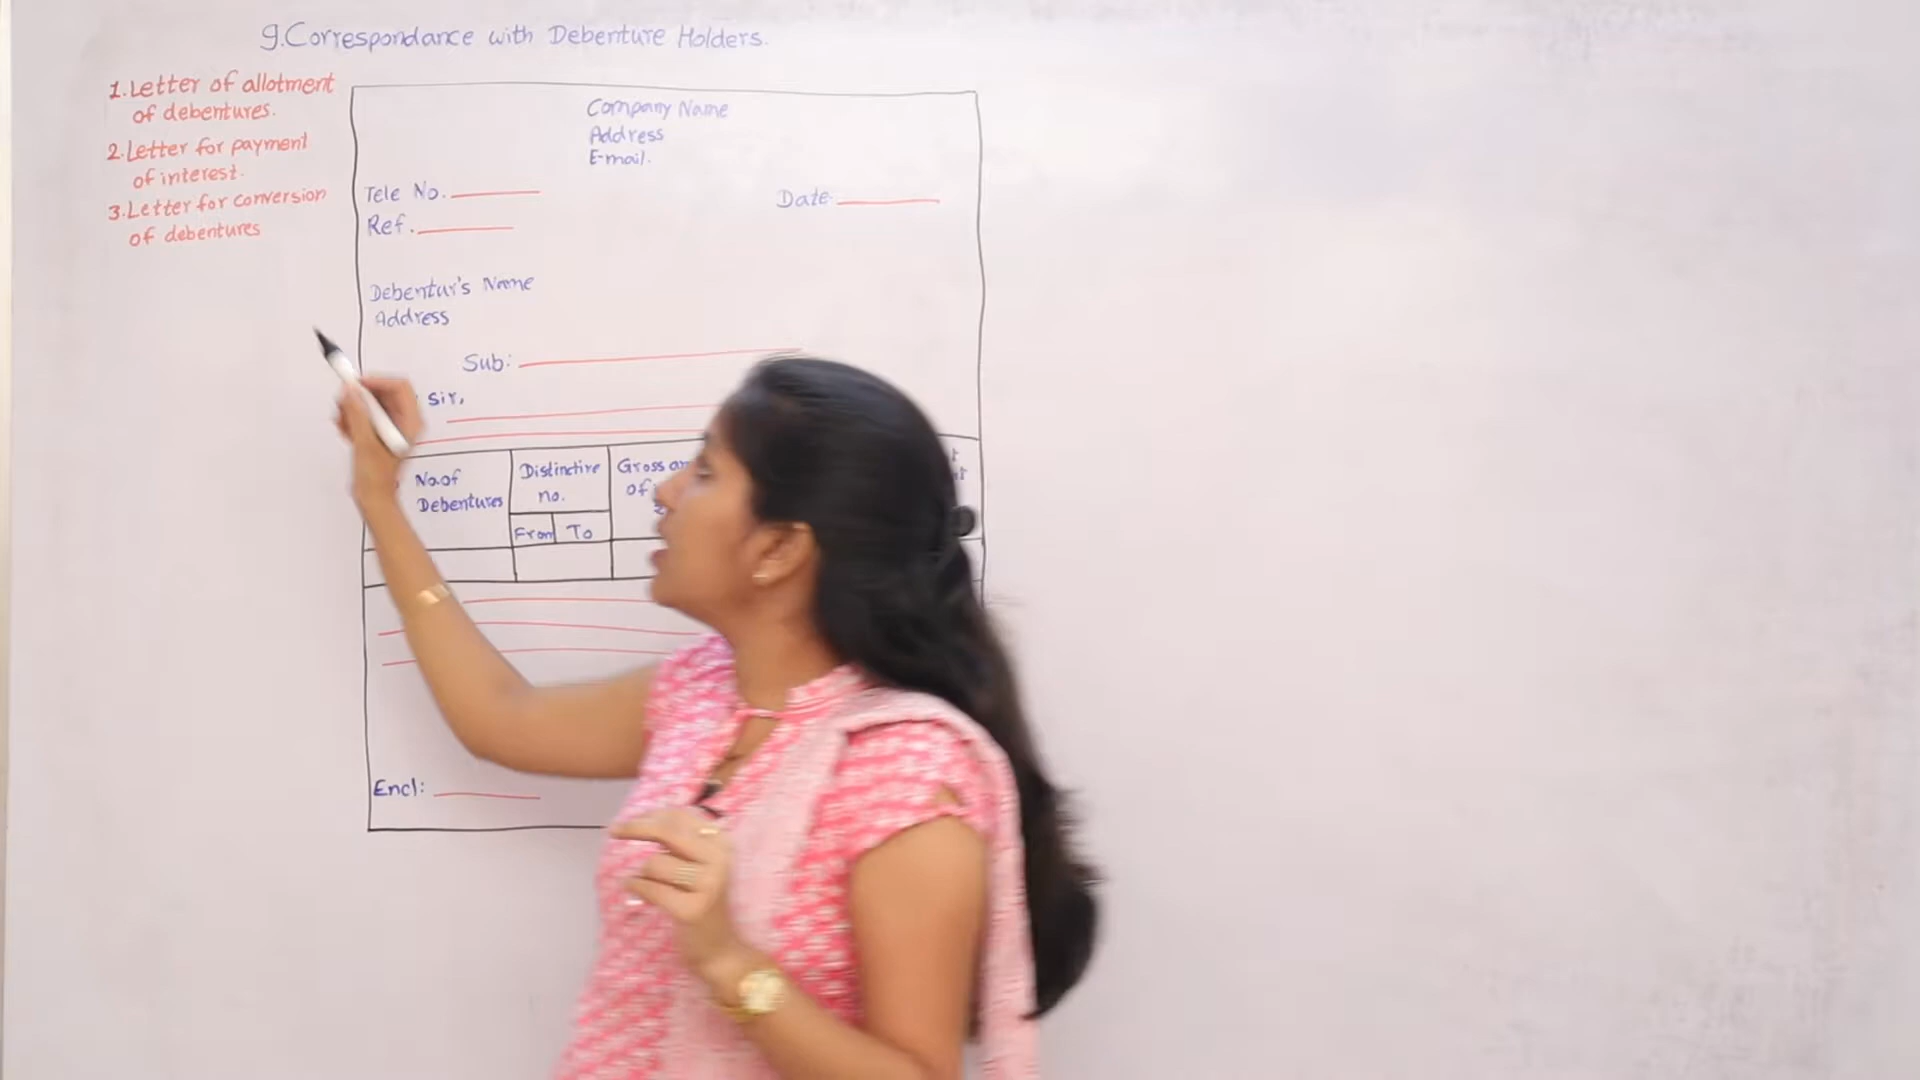 9.Correspondance with Debenture Holders.
1.Letter of allotment
of debentures.
2.Letter for payment
of interest.
3.Letter for conversion
of debentures
Company Name
Address
E-mail.
Tele No.
Date
Ref.
Debentur's Name
Address
Sub:
Sir,
No.of
Debentures
Distinctive
no.
From To
Gross
of
Encl: